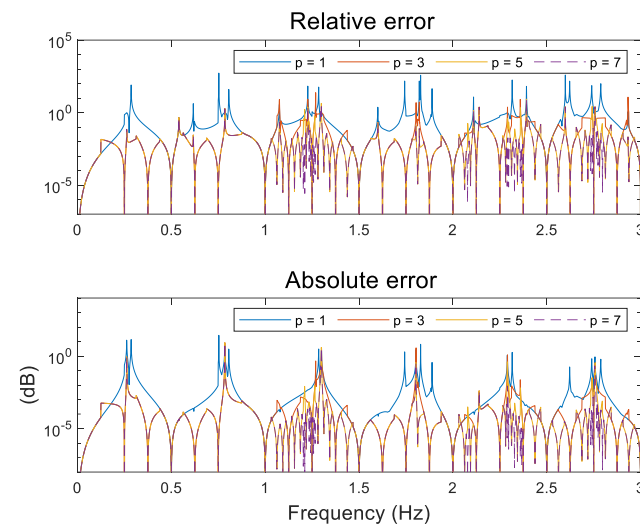 Relative error
10^5
10^0
10^-5
p = 1 p = 3 p = 5 p = 7
0 0.5 1 1.5 2 2.5 3
Absolute error
10^0
10^-5
(dB)
p = 1 p = 3 p = 5 p = 7
0 0.5 1 1.5 2 2.5 3
Frequency (Hz)